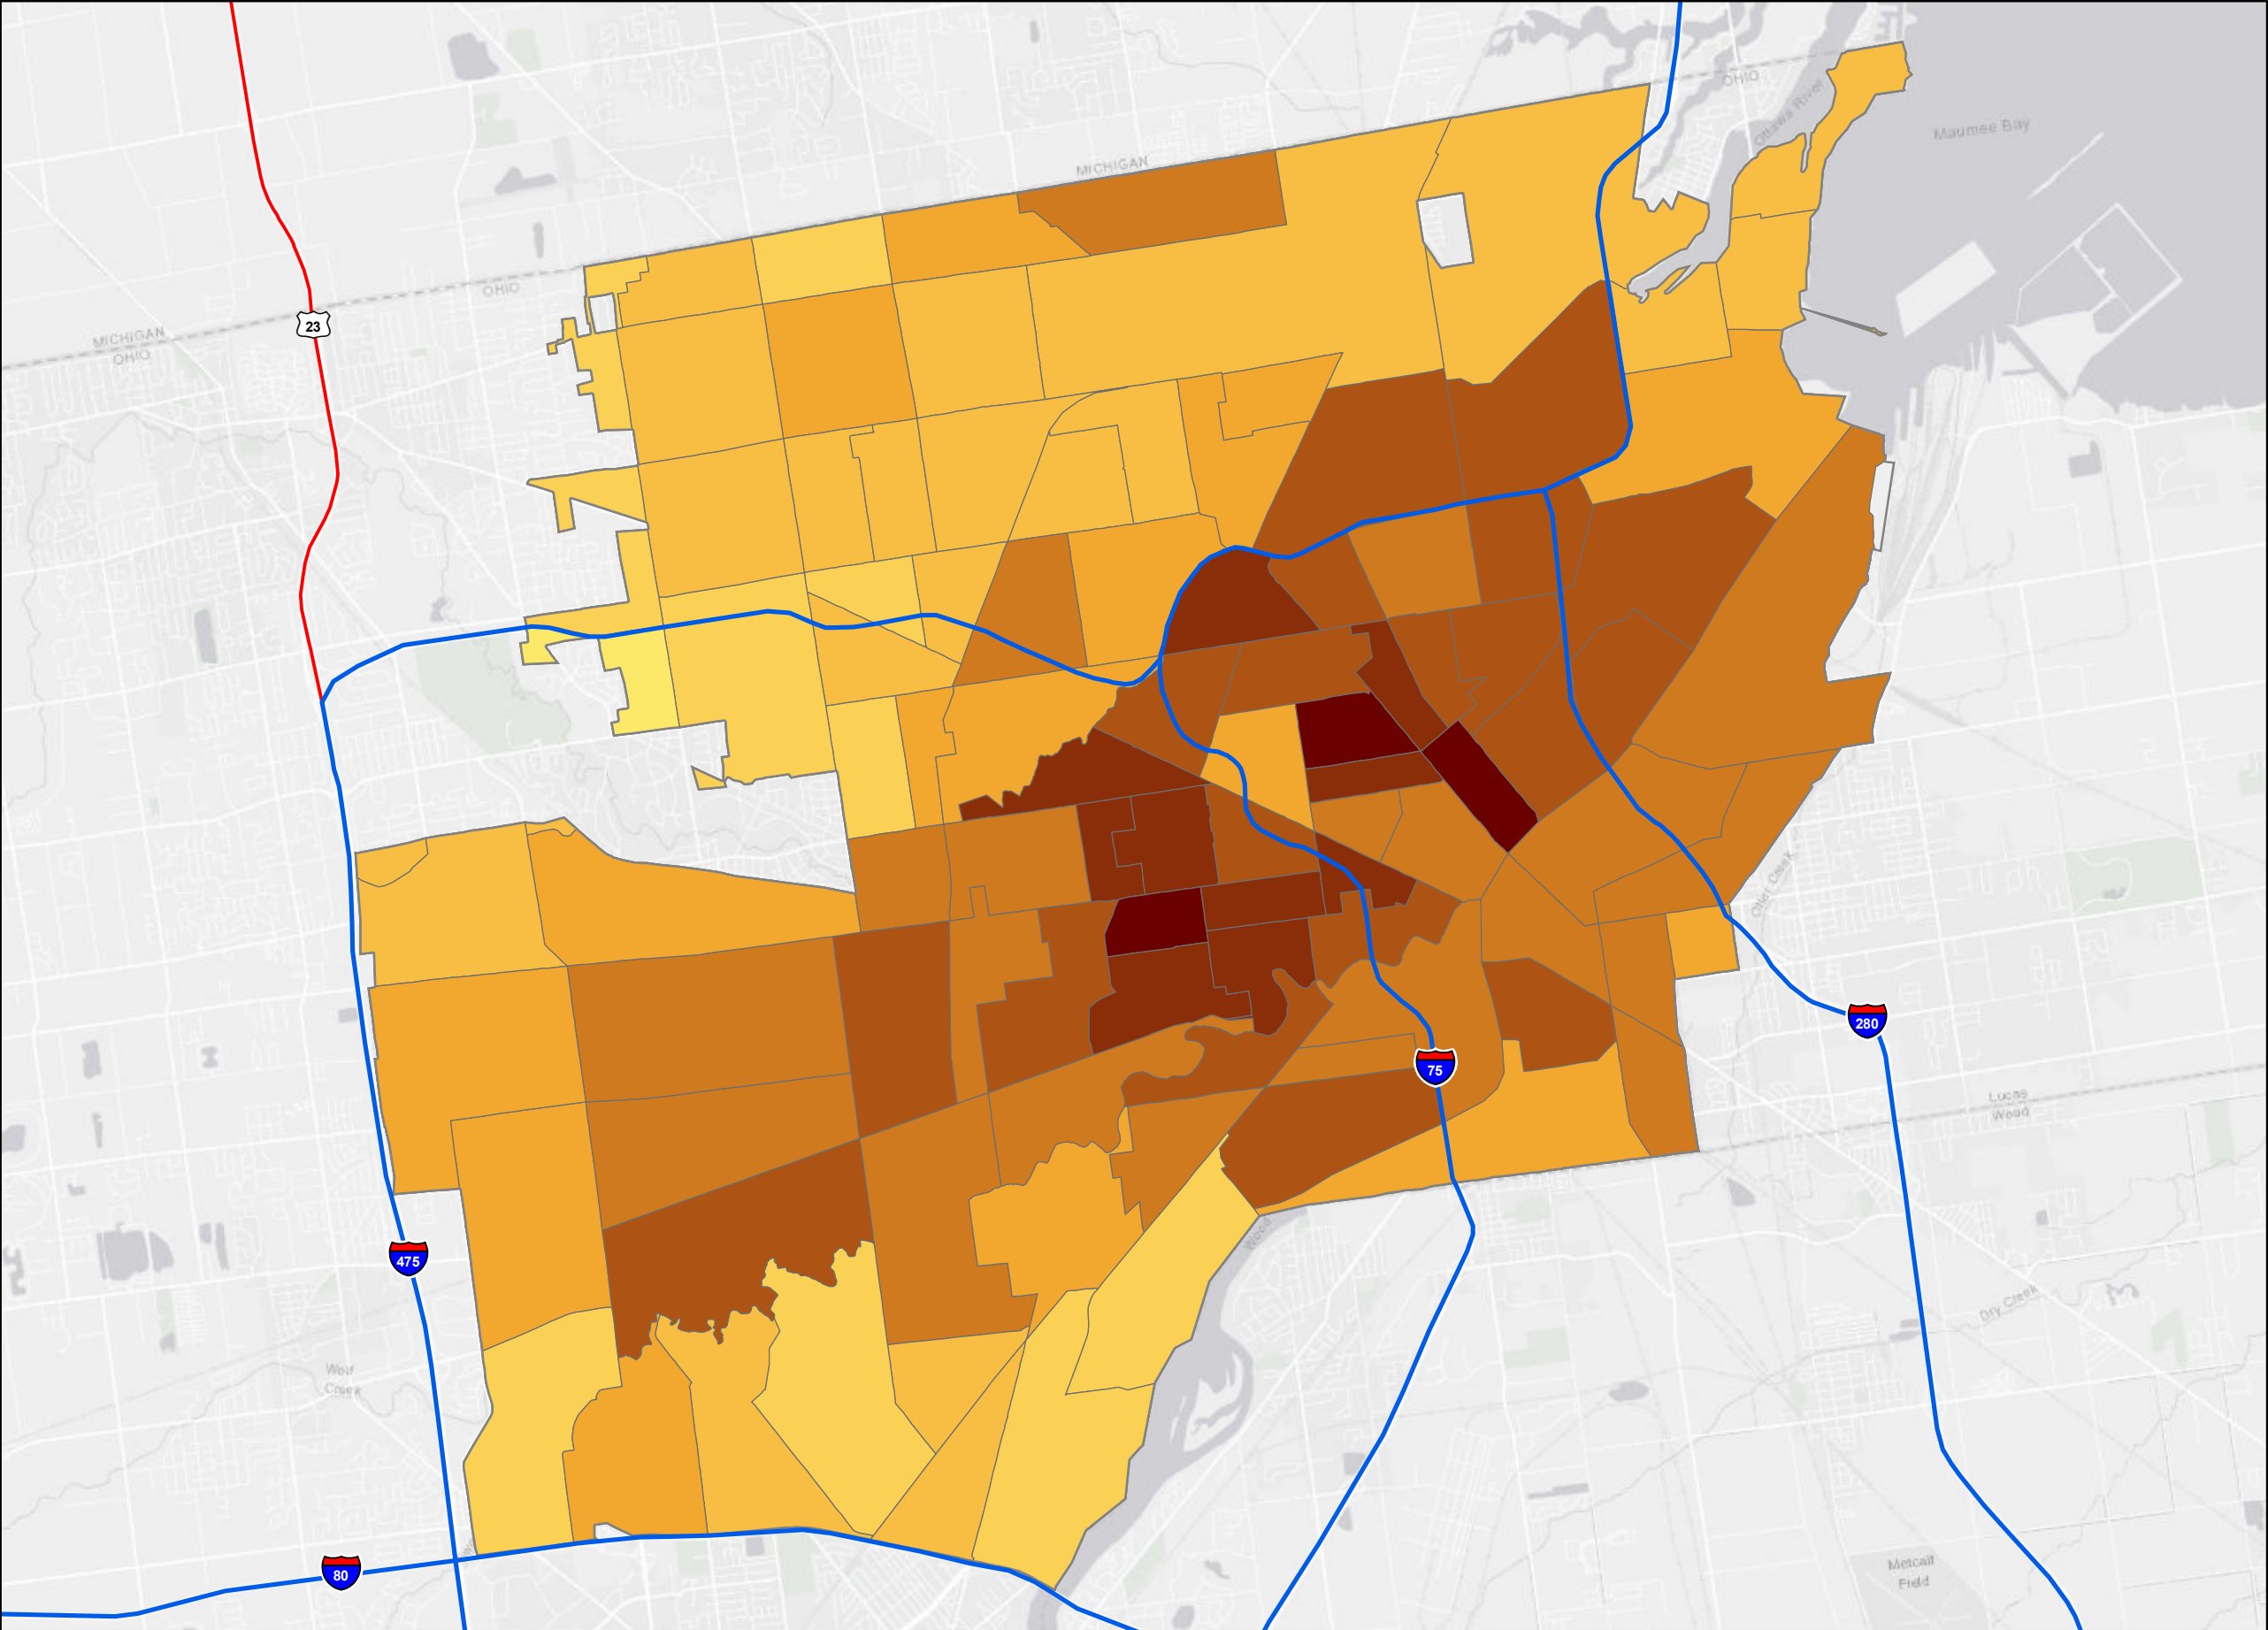 OHIO
Ottawa River
Maumee Bay
MICHIGAN
OHIO
23
MICHIGAN
OHIO
Otter Creek
280
75
Lucas
Wood
Wood
475
Dry Creek
Wolf
Creek
80
Metcalf
Field